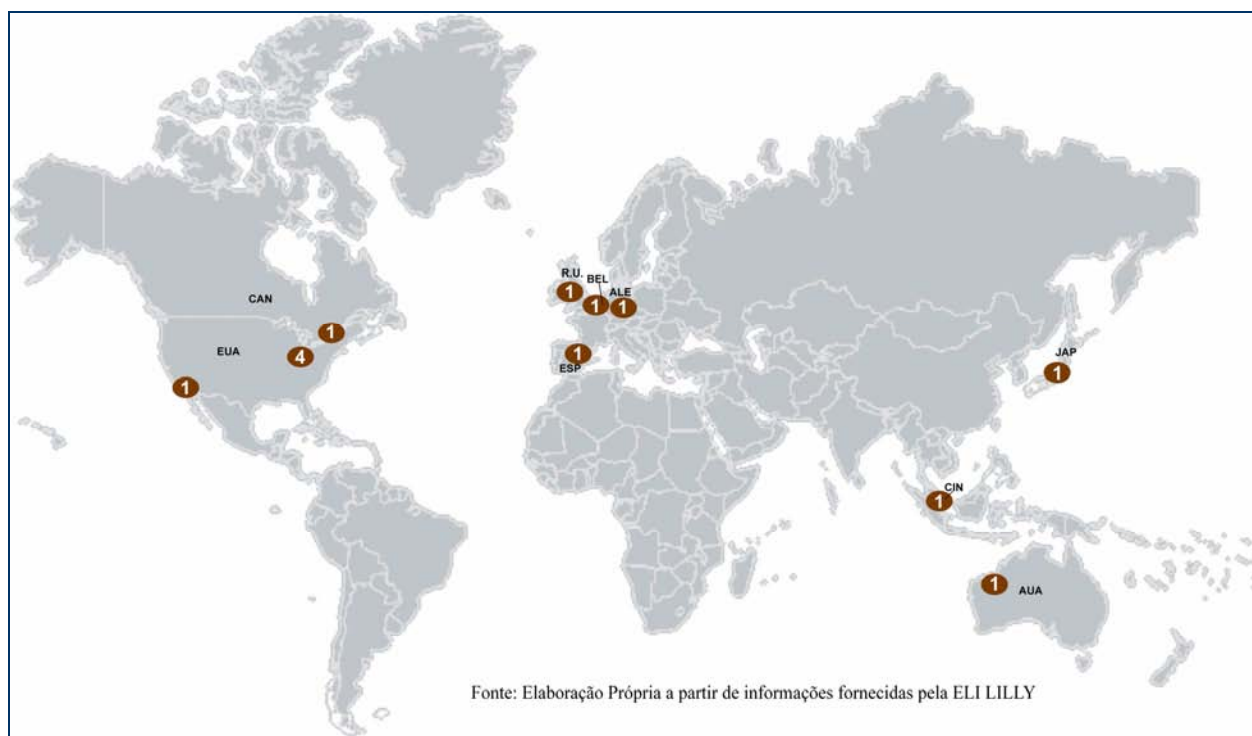 R.U.
BEL
1
1
ALE
1
CAN
1
EUA
4
1
1
ESP
JAP
1
CIN
1
1
AUA
Fonte: Elaboração Própria a partir de informações fornecidas pela ELI LILLY